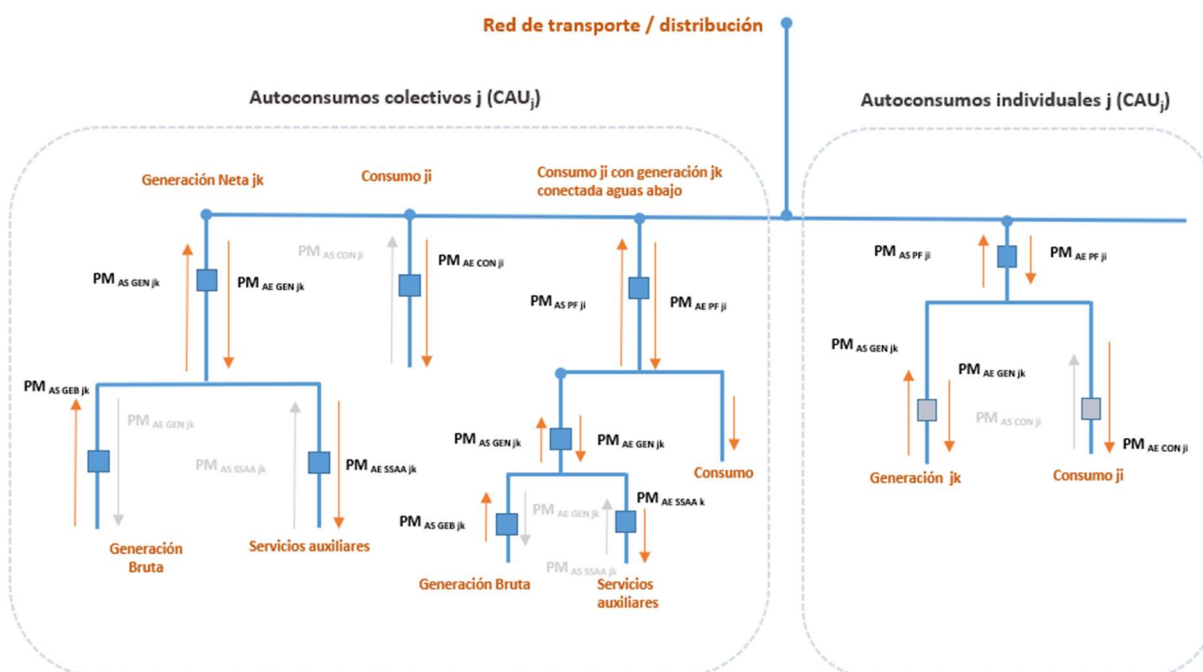 Red de transporte / distribución
Autoconsumos colectivos j (CAUj)
Autoconsumos individuales j (CAUj)
Generación Neta jk
Consumo ji
Consumo ji con generación jk
conectada aguas abajo
PM AS GEN jk
PM AE GEN jk
PM AS CON ji
PM AE CON ji
PM AS PF ji
PM AE PF ji
PM AS PF ji
PM AE PF ji
PM AS GEB jk
PM AE GEN jk
PM AS SSAA jk
PM AE SSAA jk
Generación
Bruta
Servicios auxiliares
PM AS GEN jk
PM AE GEN jk
Consumo
PM AS GEB jk
PM AE GEN jk
PM AE SSAA k
PM AS SSAA jk
Generación Bruta
Servicios
auxiliares
PM AS GEN jk
PM AE GEN jk
PM AS CON ji
PM AE CON ji
Generación jk
Consumo ji